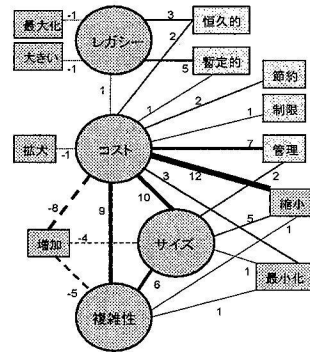 最大化
-1
3
恒久的
レガシー
2
大きい
-1
5
暫定的
1
1
節約
2
1
制限
拡大
-1
コスト
7
管理
12
3
2
-8
9
10
縮小
5
増加
-4
サイズ
1
1
最小化
-5
6
複雑性
1